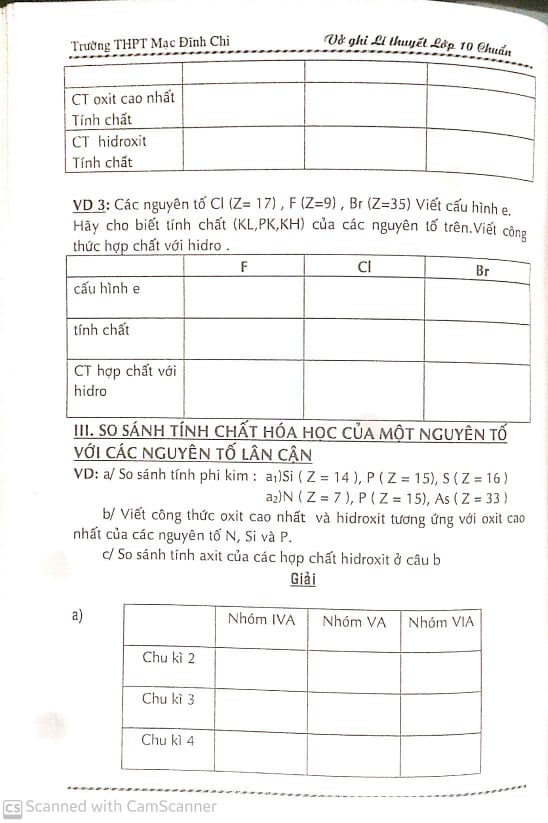 Trường THPT Mạc Đĩnh Chi Vở ghi Lí thuyết Lớp 10 Chuẩn
CT oxit cao nhất
Tính chất
CT hidroxit
Tính chất
VD 3: Các nguyên tố Cl (Z= 17) , F (Z=9) , Br (Z=35) Viết cấu hình e.
Hãy cho biết tính chất (KL,PK,KH) của các nguyên tố trên.Viết công
thức hợp chất với hidro .
F Cl Br
cấu hình e
tính chất
CT hợp chất với
hidro
III. SO SÁNH TÍNH CHẤT HÓA HỌC CỦA MỘT NGUYÊN TỐ
VỚI CÁC NGUYÊN TỐ LÂN CẬN
VD: a/ So sánh tính phi kim : a₁)Si ( Z = 14 ), P ( Z = 15), S ( Z = 16 )
a₂)N ( Z = 7 ), P ( Z = 15), As ( Z = 33 )
b/ Viết công thức oxit cao nhất và hidroxit tương ứng với oxit cao
nhất của các nguyên tố N, Si và P.
c/ So sánh tính axit của các hợp chất hidroxit ở câu b
Giải
a)
Nhóm IVA Nhóm VA Nhóm VIA
Chu kì 2
Chu kì 3
Chu kì 4
CS Scanned with CamScanner